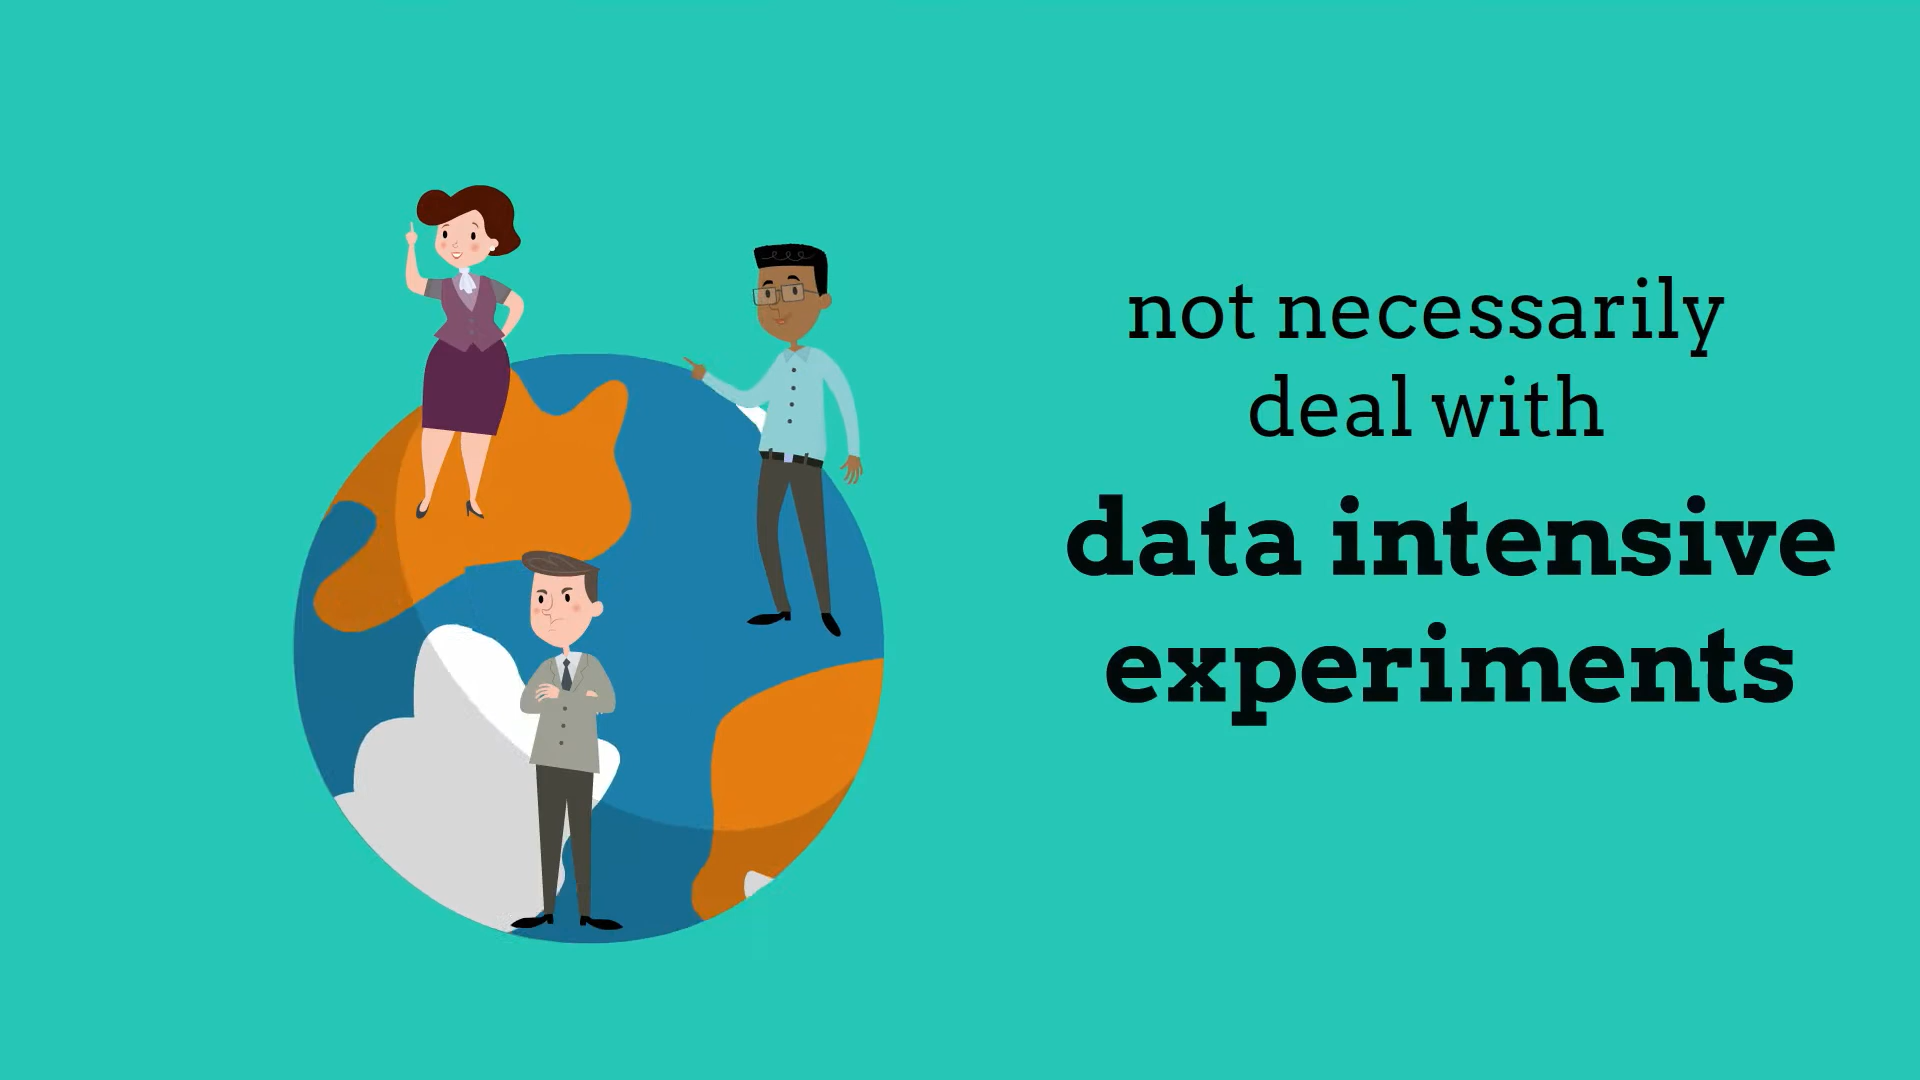 not necessarily
deal with
data intensive
experiments